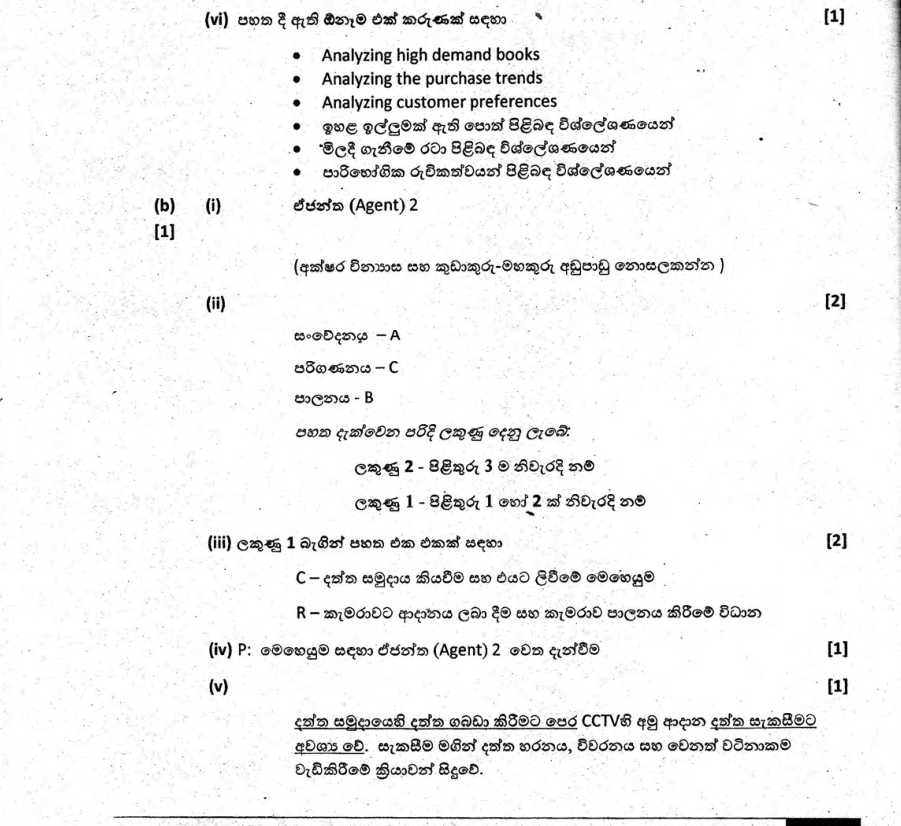 (vi) පහත දී ඇති ඕනෑම එක් කරුණක් සඳහා [1]
• Analyzing high demand books
• Analyzing the purchase trends
• Analyzing customer preferences
• ඉහළ ඉල්ලුමක් ඇති පොත් පිළිබඳ විශ්ලේශණයෙන්
• මිලදී ගැනීමේ රටා පිළිබඳ විශ්ලේශණයෙන්
• පාරිභෝගික රුචිකත්වයන් පිළිබඳ විශ්ලේශණයෙන්
(b) (i) ඒජන්ත (Agent) 2
[1]
(අක්ෂර වින්‍යාස සහ කුඩාකුරු-මහකුරු අඩුපාඩු නොසලකන්න )
(ii) [2]
සංවේදනය – A
පරිගණනය – C
පාලනය - B
පහත දැක්වෙන පරිදි ලකුණු දෙනු ලැබේ:
ලකුණු 2 - පිළිතුරු 3 ම නිවැරදි නම්
ලකුණු 1 - පිළිතුරු 1 හෝ 2 ක් නිවැරදි නම්
(iii) ලකුණු 1 බැගින් පහත එක එකක් සඳහා [2]
C – දත්ත සමුදාය කියවීම සහ එයට ලිවීමේ මෙහෙයුම
R – කැමරාවට ආදානය ලබා දීම සහ කැමරාව පාලනය කිරීමේ විධාන
(iv) P: මෙහෙයුම සඳහා ඒජන්ත (Agent) 2 වෙත දැන්වීම [1]
(v) [1]
දත්ත සමුදායෙහි දත්ත ගබඩා කිරීමට පෙර CCTVහි අමු ආදාන දත්ත සැකසීමට
අවශ්‍ය වේ. සැකසීම මගින් දත්ත හරනය, විවරනය සහ වෙනත් වටිනාකම්
වැඩිකිරීමේ ක්‍රියාවන් සිදුවේ.